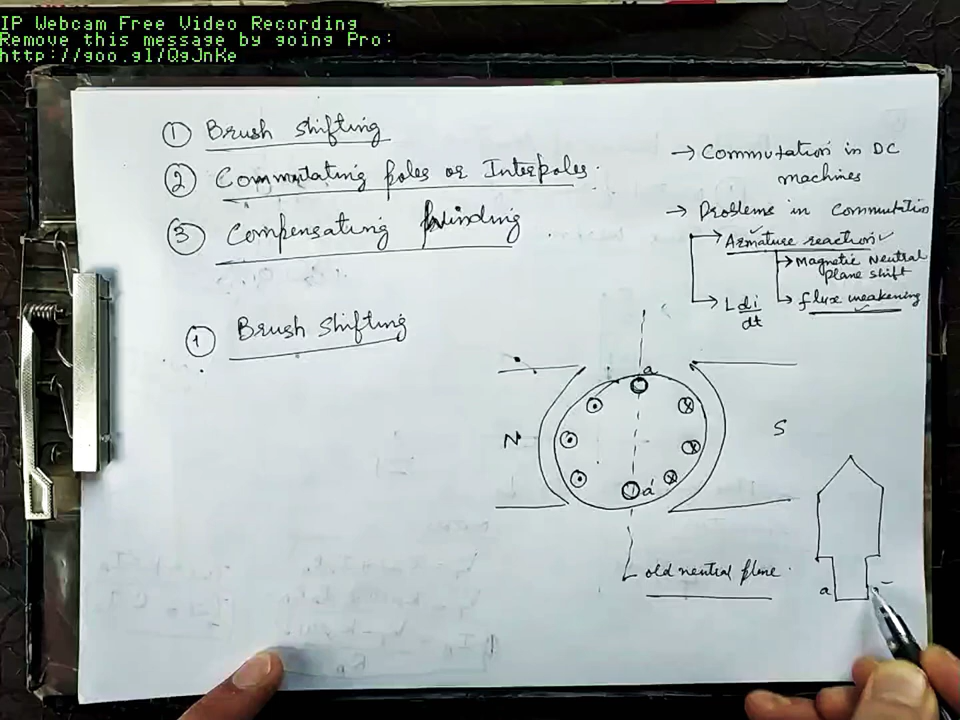 IP Webcam Free Video Recording
Remove this message by going Pro:
http://goo.gl/QgJnKe
① Brush shifting
② Commutating poles or Interpoles.
③ Compensating winding
→ Commutation in DC
machines
→ Problems in commutation
→ Armature reaction ✓
→ Magnetic Neutral
plane shift
→ flux weakening
→ L di/dt
① Brush shifting
a
N
S
a'
old neutral plane.
a